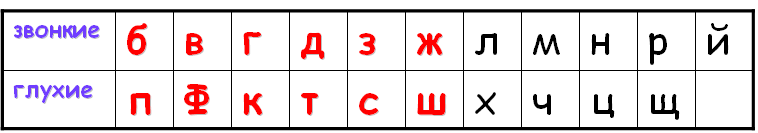 звонкие б в г д з ж л м н р й
глухие п Ф к т с ш х ч ц щ